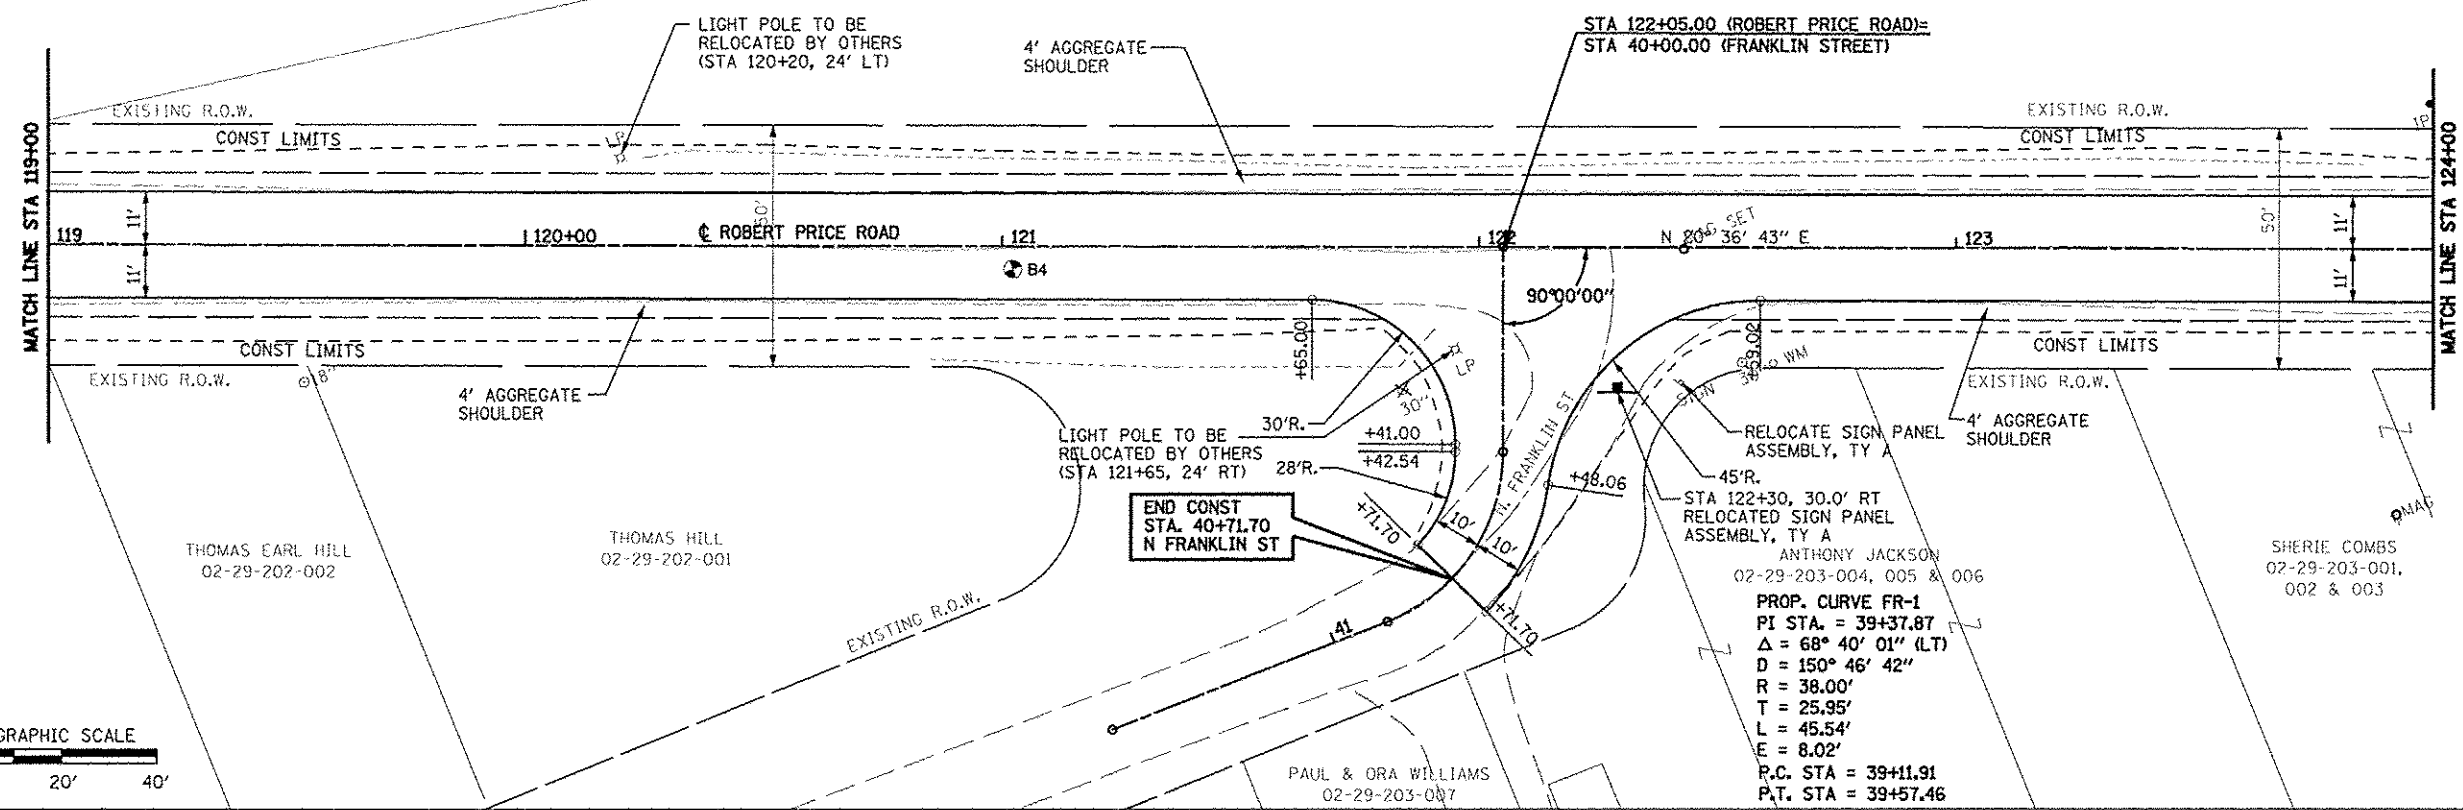 LIGHT POLE TO BE
RELOCATED BY OTHERS
(STA 120+20, 24' LT)
4' AGGREGATE
SHOULDER
STA 122+05.00 (ROBERT PRICE ROAD)=
STA 40+00.00 (FRANKLIN STREET)
MATCH LINE STA 119+00
EXISTING R.O.W.
CONST LIMITS
LP
EXISTING R.O.W.
CONST LIMITS
IP
MATCH LINE STA 124+00
11'
11'
50'
50'
11'
11'
119
120+00
℄ ROBERT PRICE ROAD
121
122
SET
N 20° 36' 43" E
123
B4
90°00'00"
CONST LIMITS
EXISTING R.O.W.
18"
4' AGGREGATE
SHOULDER
+65.00
LP
30"
30'R.
+41.00
+42.54
28'R.
LIGHT POLE TO BE
RELOCATED BY OTHERS
(STA 121+65, 24' RT)
N. FRANKLIN ST
+59.02
WM
SIGN
CONST LIMITS
EXISTING R.O.W.
4' AGGREGATE
SHOULDER
RELOCATE SIGN PANEL
ASSEMBLY, TY A
45'R.
+48.06
STA 122+30, 30.0' RT
RELOCATED SIGN PANEL
ASSEMBLY, TY A
END CONST
STA. 40+71.70
N FRANKLIN ST
+71.70
10'
10'
+71.70
41
MAG
THOMAS EARL HILL
02-29-202-002
THOMAS HILL
02-29-202-001
EXISTING R.O.W.
ANTHONY JACKSON
02-29-203-004, 005 & 006
SHERIE COMBS
02-29-203-001,
002 & 003
PROP. CURVE FR-1
PI STA. = 39+37.87
Δ = 68° 40' 01" (LT)
D = 150° 46' 42"
R = 38.00'
T = 25.95'
L = 45.54'
E = 8.02'
P.C. STA = 39+11.91
P.T. STA = 39+57.46
PAUL & ORA WILLIAMS
02-29-203-007
GRAPHIC SCALE
20'
40'